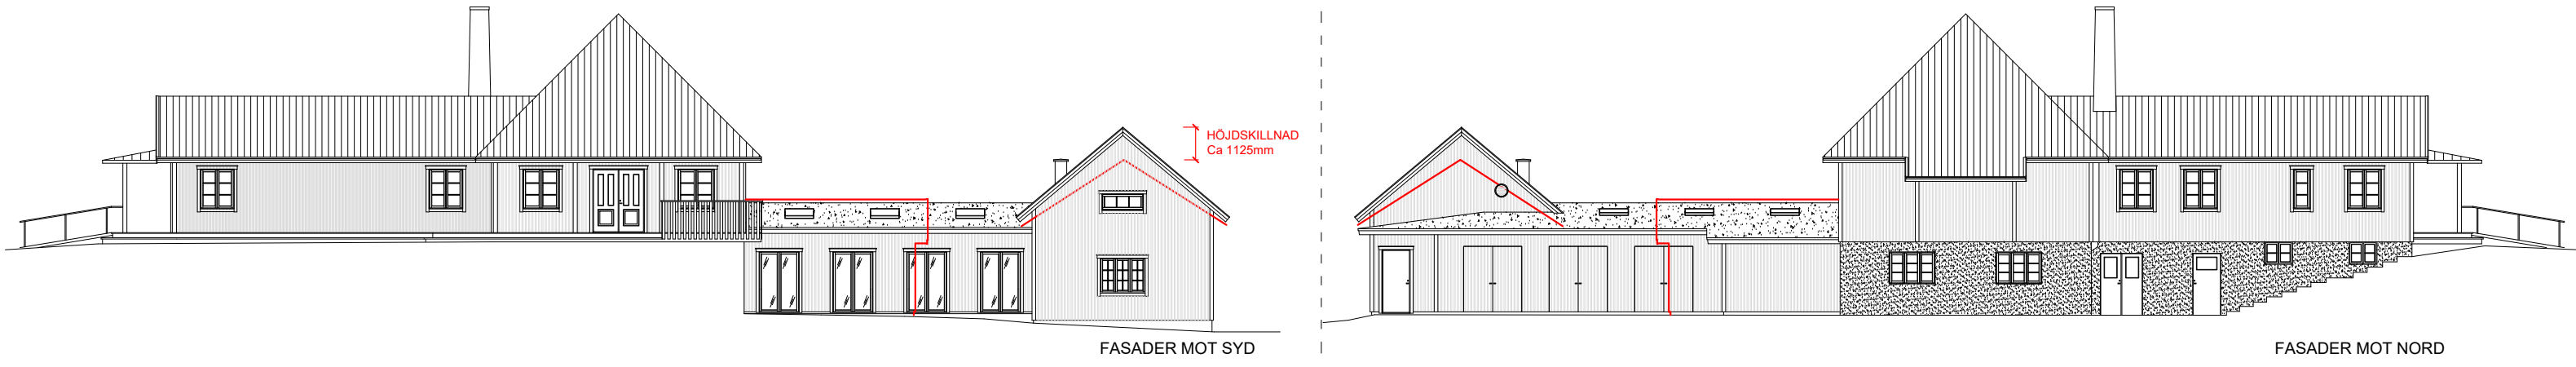 HÖJDSKILLNAD
Ca 1125mm
FASADER MOT SYD
FASADER MOT NORD